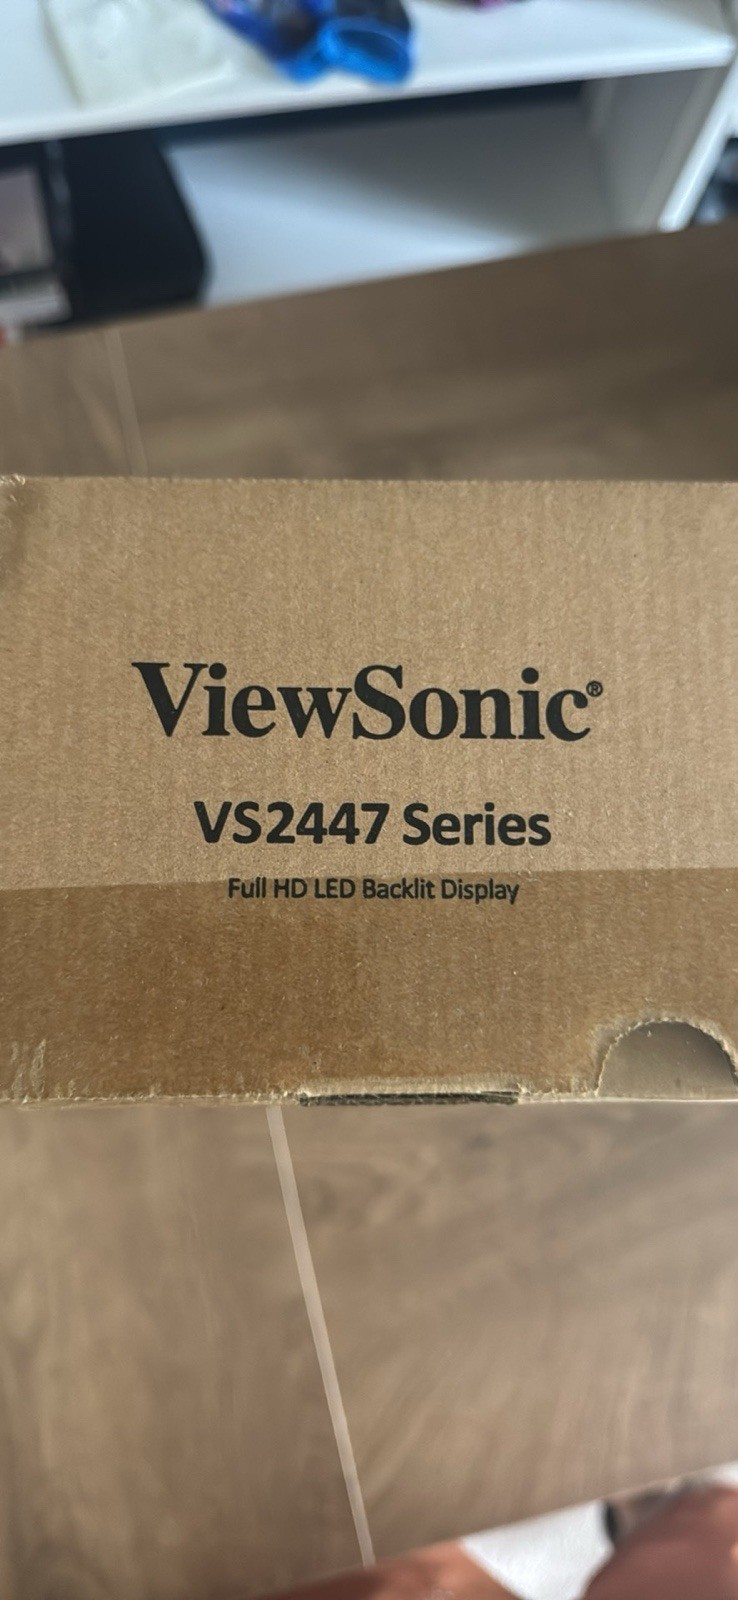 ViewSonic®
VS2447 Series
Full HD LED Backlit Display